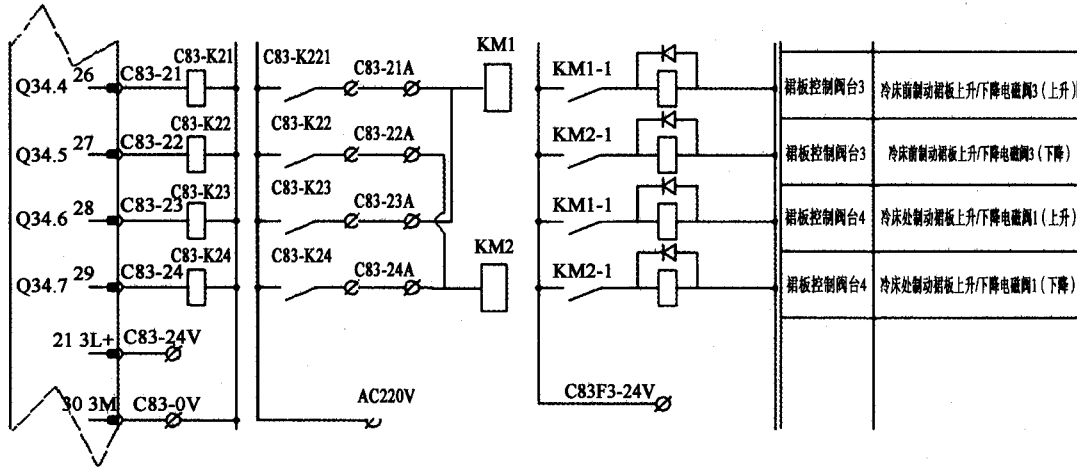 KM1
C83-K21 C83-K221 C83-21A
Q34.4 26 C83-21 KM1-1 裙板控制阀台3 冷床前制动裙板上升/下降电磁阀3(上升)
C83-K22 C83-K22 C83-22A
Q34.5 27 C83-22 KM2-1 裙板控制阀台3 冷床前制动裙板上升/下降电磁阀3(下降)
C83-K23 C83-K23 C83-23A
Q34.6 28 C83-23 KM1-1 裙板控制阀台4 冷床处制动裙板上升/下降电磁阀1(上升)
C83-K24 C83-K24 C83-24A KM2
Q34.7 29 C83-24 KM2-1 裙板控制阀台4 冷床处制动裙板上升/下降电磁阀1(下降)
21 3L+ C83-24V
30 3M C83-0V AC220V C83F3-24V